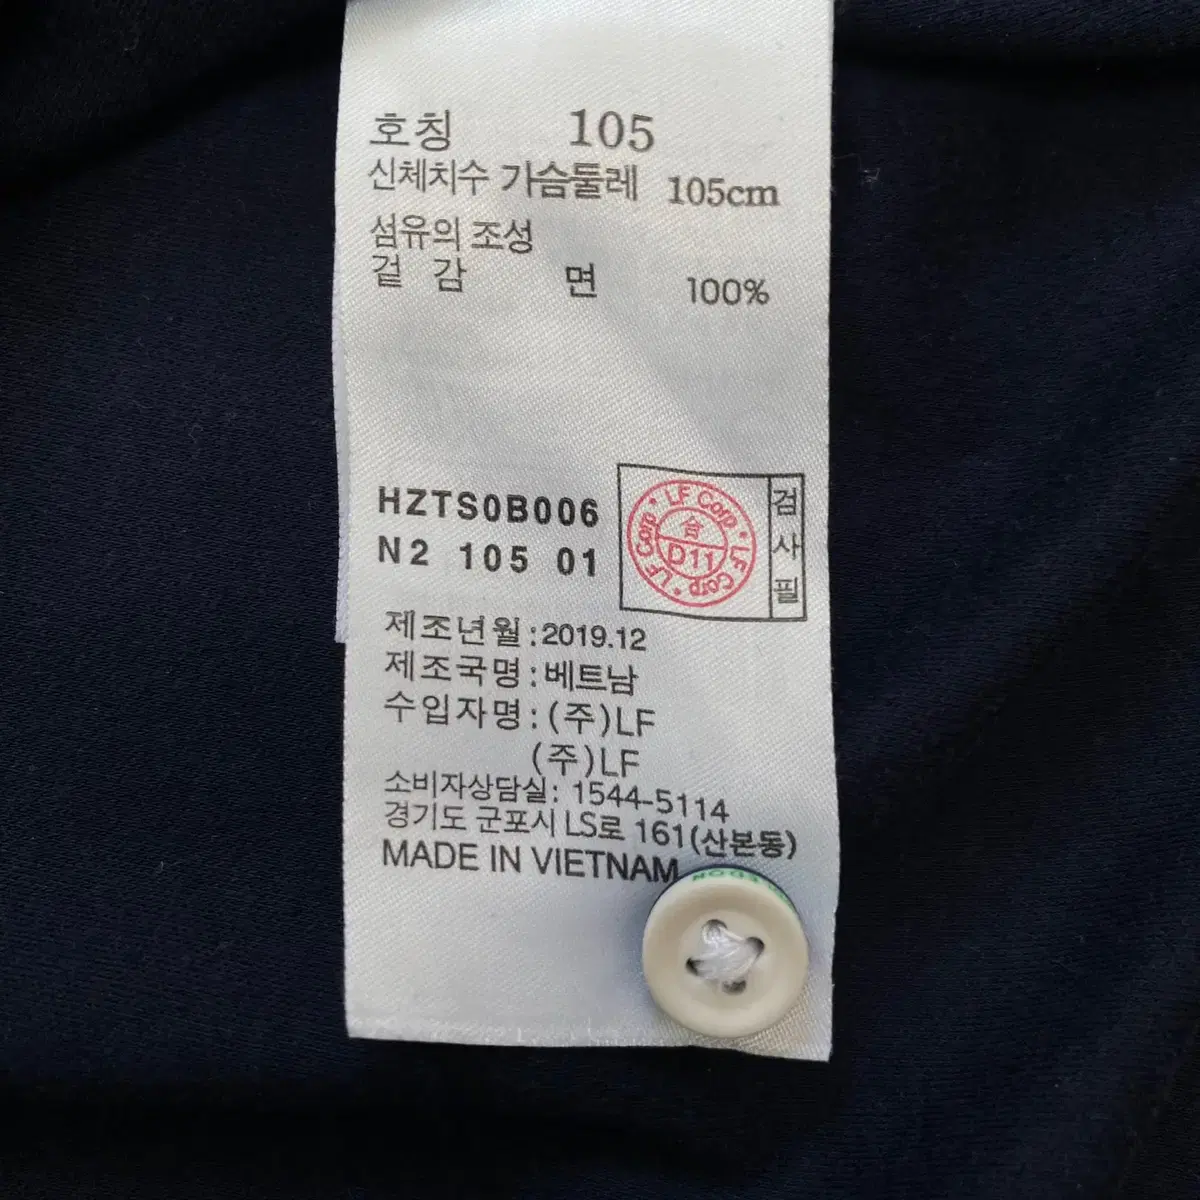 호칭 105
신체치수 가슴둘레 105cm
섬유의 조성
겉 감 면 100%
HZTS0B006
N2 105 01
LF Corp · LF Corp · LF Corp ·
合
D11
검사필
제조년월:2019.12
제조국명:베트남
수입자명:(주)LF
(주)LF
소비자상담실: 1544-5114
경기도 군포시 LS로 161(산본동)
MADE IN VIETNAM